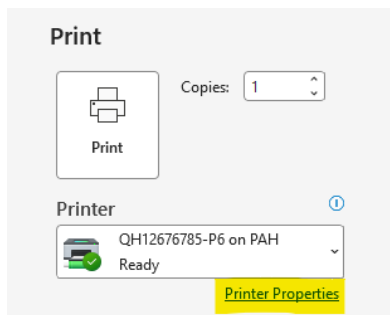 Print
Copies: 1
Print
Printer
QH12676785-P6 on PAH
Ready
Printer Properties